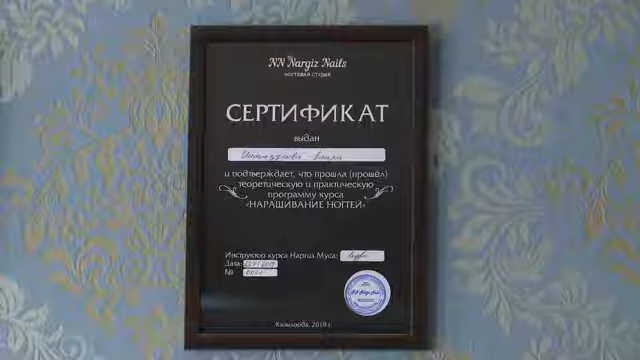 NN Nargiz Nails
НОГТЕВАЯ СТУДИЯ
СЕРТИФИКАТ
выдан
и подтверждает, что прошла (прошёл)
теоретическую и практическую
программу курса
«НАРАЩИВАНИЕ НОГТЕЙ»
Инструктор курса Наргиз Муса:
Дата:
№
Кызылорда, 2019 г.